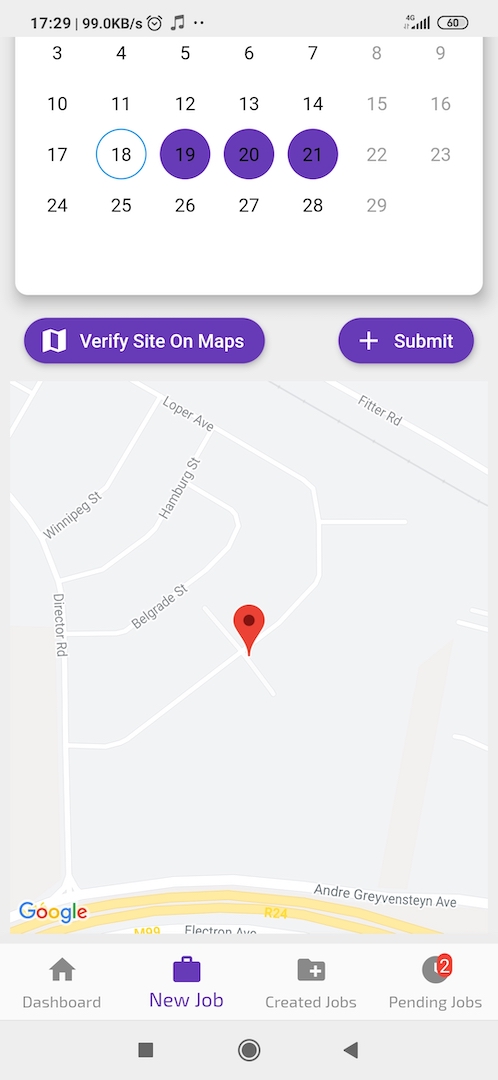 17:29 | 99.0KB/s 4G 60
3 4 5 6 7 8 9
10 11 12 13 14 15 16
17 18 19 20 21 22 23
24 25 26 27 28 29
Verify Site On Maps
Submit
Loper Ave
Fitter Rd
Hamburg St
Winnipeg St
Belgrade St
Director Rd
Andre Greyvensteyn Ave
Google
R24
M99
Electron Ave
2
Dashboard
New Job
Created Jobs
Pending Jobs